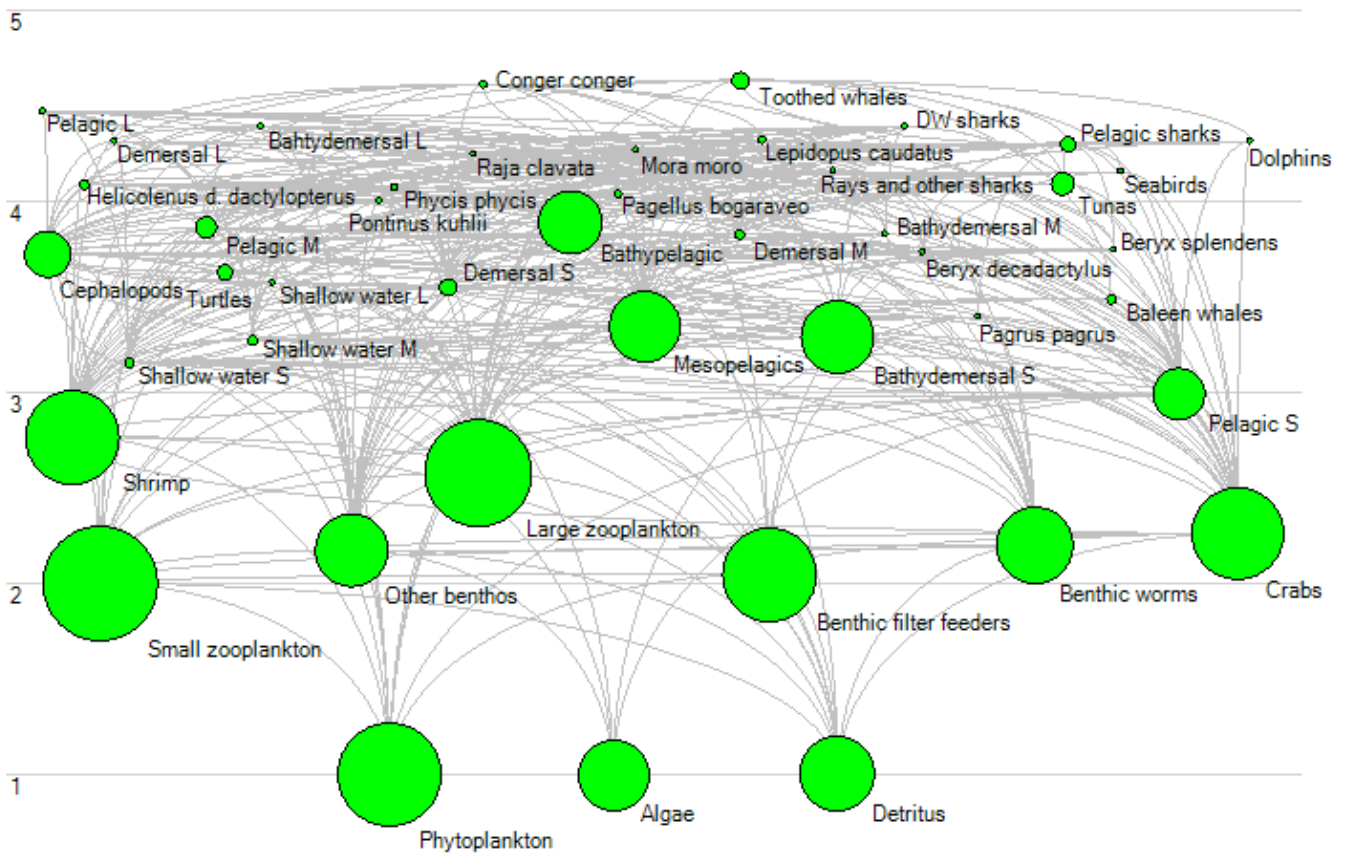 5
Conger conger
Toothed whales
Pelagic L
Bahtydemersal L
DW sharks
Pelagic sharks
Demersal L
Raja clavata
Mora moro
Lepidopus caudatus
Dolphins
Helicolenus d. dactylopterus
Phycis phycis
Rays and other sharks
Seabirds
4
Pontinus kuhlii
Pagellus bogaraveo
Tunas
Pelagic M
Bathypelagic
Demersal M
Bathydemersal M
Beryx splendens
Cephalopods
Turtles
Shallow water L
Demersal S
Beryx decadactylus
Baleen whales
Shallow water M
Mesopelagics
Pagrus pagrus
Shallow water S
Bathydemersal S
3
Pelagic S
Shrimp
Large zooplankton
2
Other benthos
Benthic worms
Crabs
Small zooplankton
Benthic filter feeders
1
Phytoplankton
Algae
Detritus